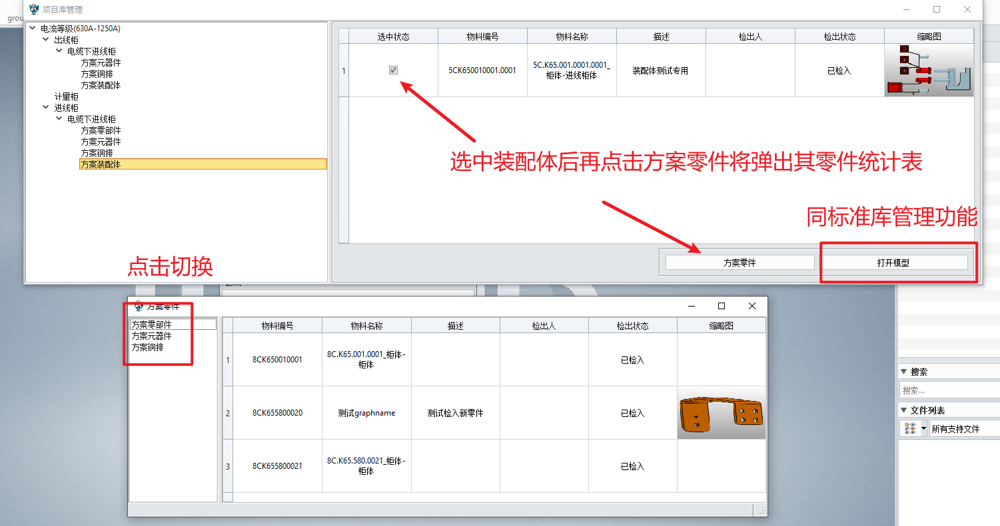 grou
项目库管理
电流等级(630A-1250A)
出线柜
电缆下进线柜
方案元器件
方案铜排
方案装配体
计量柜
进线柜
电缆下进线柜
方案零部件
方案元器件
方案铜排
方案装配体
选中状态 物料编号 物料名称 描述 检出人 检出状态 缩略图
1 5CK650010001.0001 5C.K65.001.0001.0001_ 装配体测试专用 已检入
柜体-进线柜体
选中装配体后再点击方案零件将弹出其零件统计表
同标准库管理功能
点击切换
方案零件 打开模型
方案零件
方案零部件
方案元器件
方案铜排
物料编号 物料名称 描述 检出人 检出状态 缩略图
1 8CK650010001 8C.K65.001.0001_柜体- 已检入
柜体
2 8CK655800020 测试graphname 测试检入新零件 已检入
3 8CK655800021 8C.K65.580.0021_柜体- 已检入
柜体
搜索
搜索...
文件列表
所有支持文件